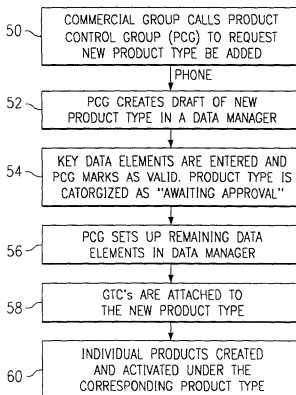 50
COMMERCIAL GROUP CALLS PRODUCT
CONTROL GROUP (PCG) TO REQUEST
NEW PRODUCT TYPE BE ADDED
PHONE
52
PCG CREATES DRAFT OF NEW
PRODUCT TYPE IN A DATA MANAGER
54
KEY DATA ELEMENTS ARE ENTERED AND
PCG MARKS AS VALID. PRODUCT TYPE IS
CATORGIZED AS "AWAITING APPROVAL"
56
PCG SETS UP REMAINING DATA
ELEMENTS IN DATA MANAGER
58
GTC's ARE ATTACHED TO
THE NEW PRODUCT TYPE
60
INDIVIDUAL PRODUCTS CREATED
AND ACTIVATED UNDER THE
CORRESPONDING PRODUCT TYPE